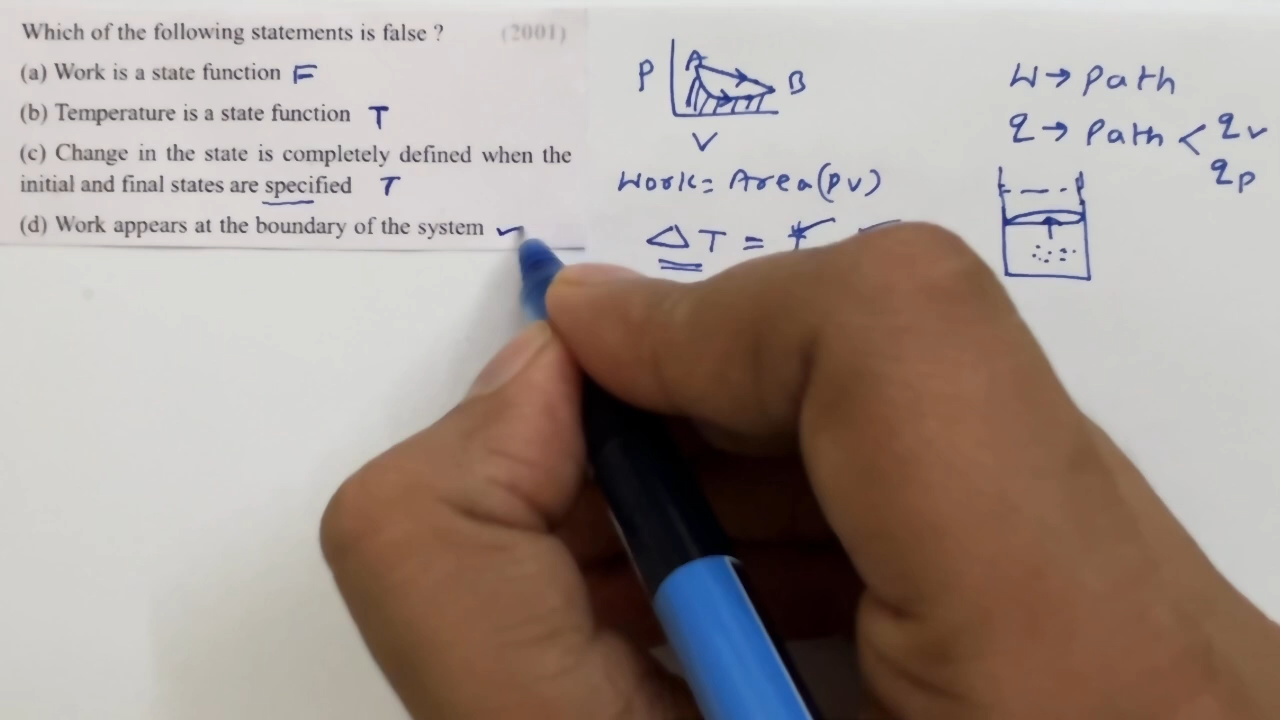 Which of the following statements is false ? (2001)
(a) Work is a state function F
(b) Temperature is a state function T
(c) Change in the state is completely defined when the
initial and final states are specified T
(d) Work appears at the boundary of the system ✓
P A B
V
Work = Area(PV)
ΔT =
W → Path
q → Path < qv
qp